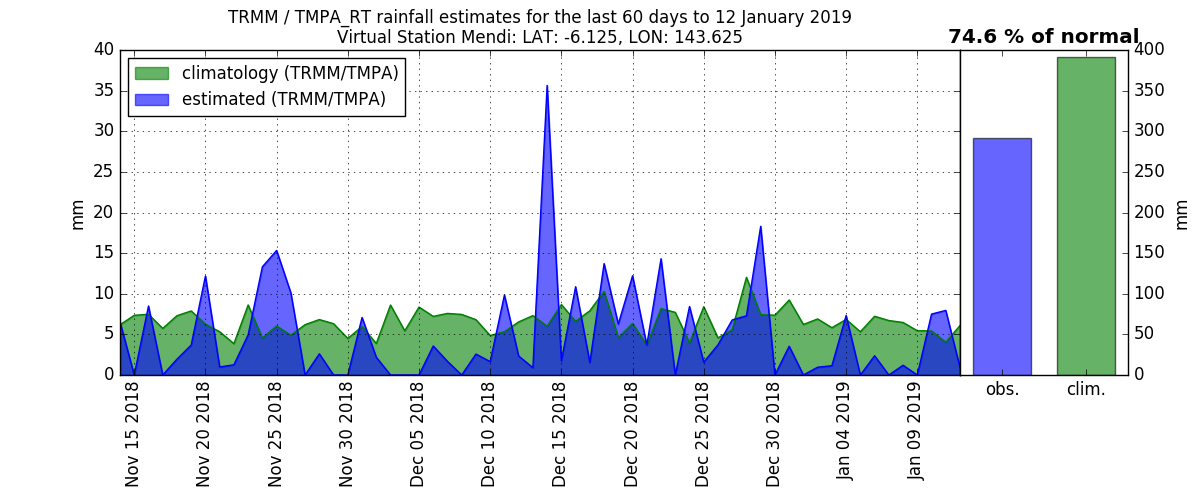 TRMM / TMPA_RT rainfall estimates for the last 60 days to 12 January 2019
Virtual Station Mendi: LAT: -6.125, LON: 143.625
74.6 % of normal
climatology (TRMM/TMPA)
estimated (TRMM/TMPA)
40
35
30
25
20
15
10
5
0
mm
Nov 15 2018
Nov 20 2018
Nov 25 2018
Nov 30 2018
Dec 05 2018
Dec 10 2018
Dec 15 2018
Dec 20 2018
Dec 25 2018
Dec 30 2018
Jan 04 2019
Jan 09 2019
obs.
clim.
400
350
300
250
200
150
100
50
0
mm